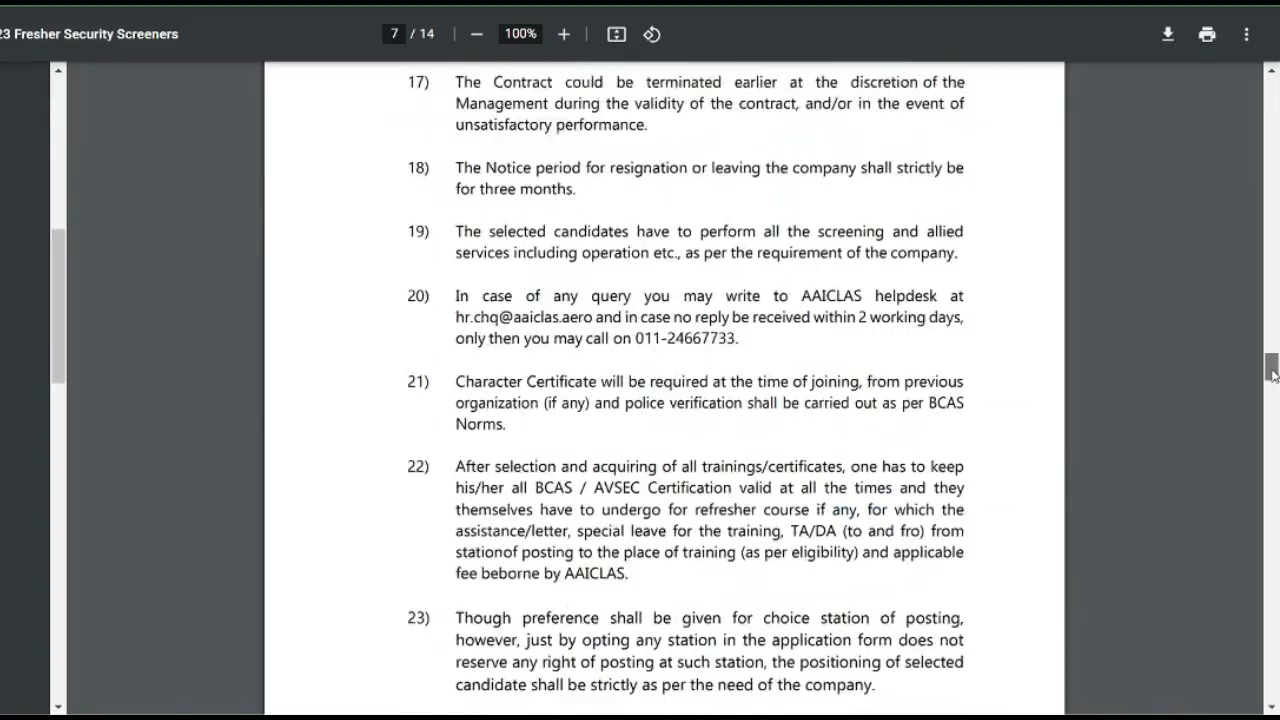 23 Fresher Security Screeners
7 / 14
100%
17) The Contract could be terminated earlier at the discretion of the
Management during the validity of the contract, and/or in the event of
unsatisfactory performance.
18) The Notice period for resignation or leaving the company shall strictly be
for three months.
19) The selected candidates have to perform all the screening and allied
services including operation etc., as per the requirement of the company.
20) In case of any query you may write to AAICLAS helpdesk at
hr.chq@aaiclas.aero and in case no reply be received within 2 working days,
only then you may call on 011-24667733.
21) Character Certificate will be required at the time of joining, from previous
organization (if any) and police verification shall be carried out as per BCAS
Norms.
22) After selection and acquiring of all trainings/certificates, one has to keep
his/her all BCAS / AVSEC Certification valid at all the times and they
themselves have to undergo for refresher course if any, for which the
assistance/letter, special leave for the training, TA/DA (to and fro) from
stationof posting to the place of training (as per eligibility) and applicable
fee beborne by AAICLAS.
23) Though preference shall be given for choice station of posting,
however, just by opting any station in the application form does not
reserve any right of posting at such station, the positioning of selected
candidate shall be strictly as per the need of the company.